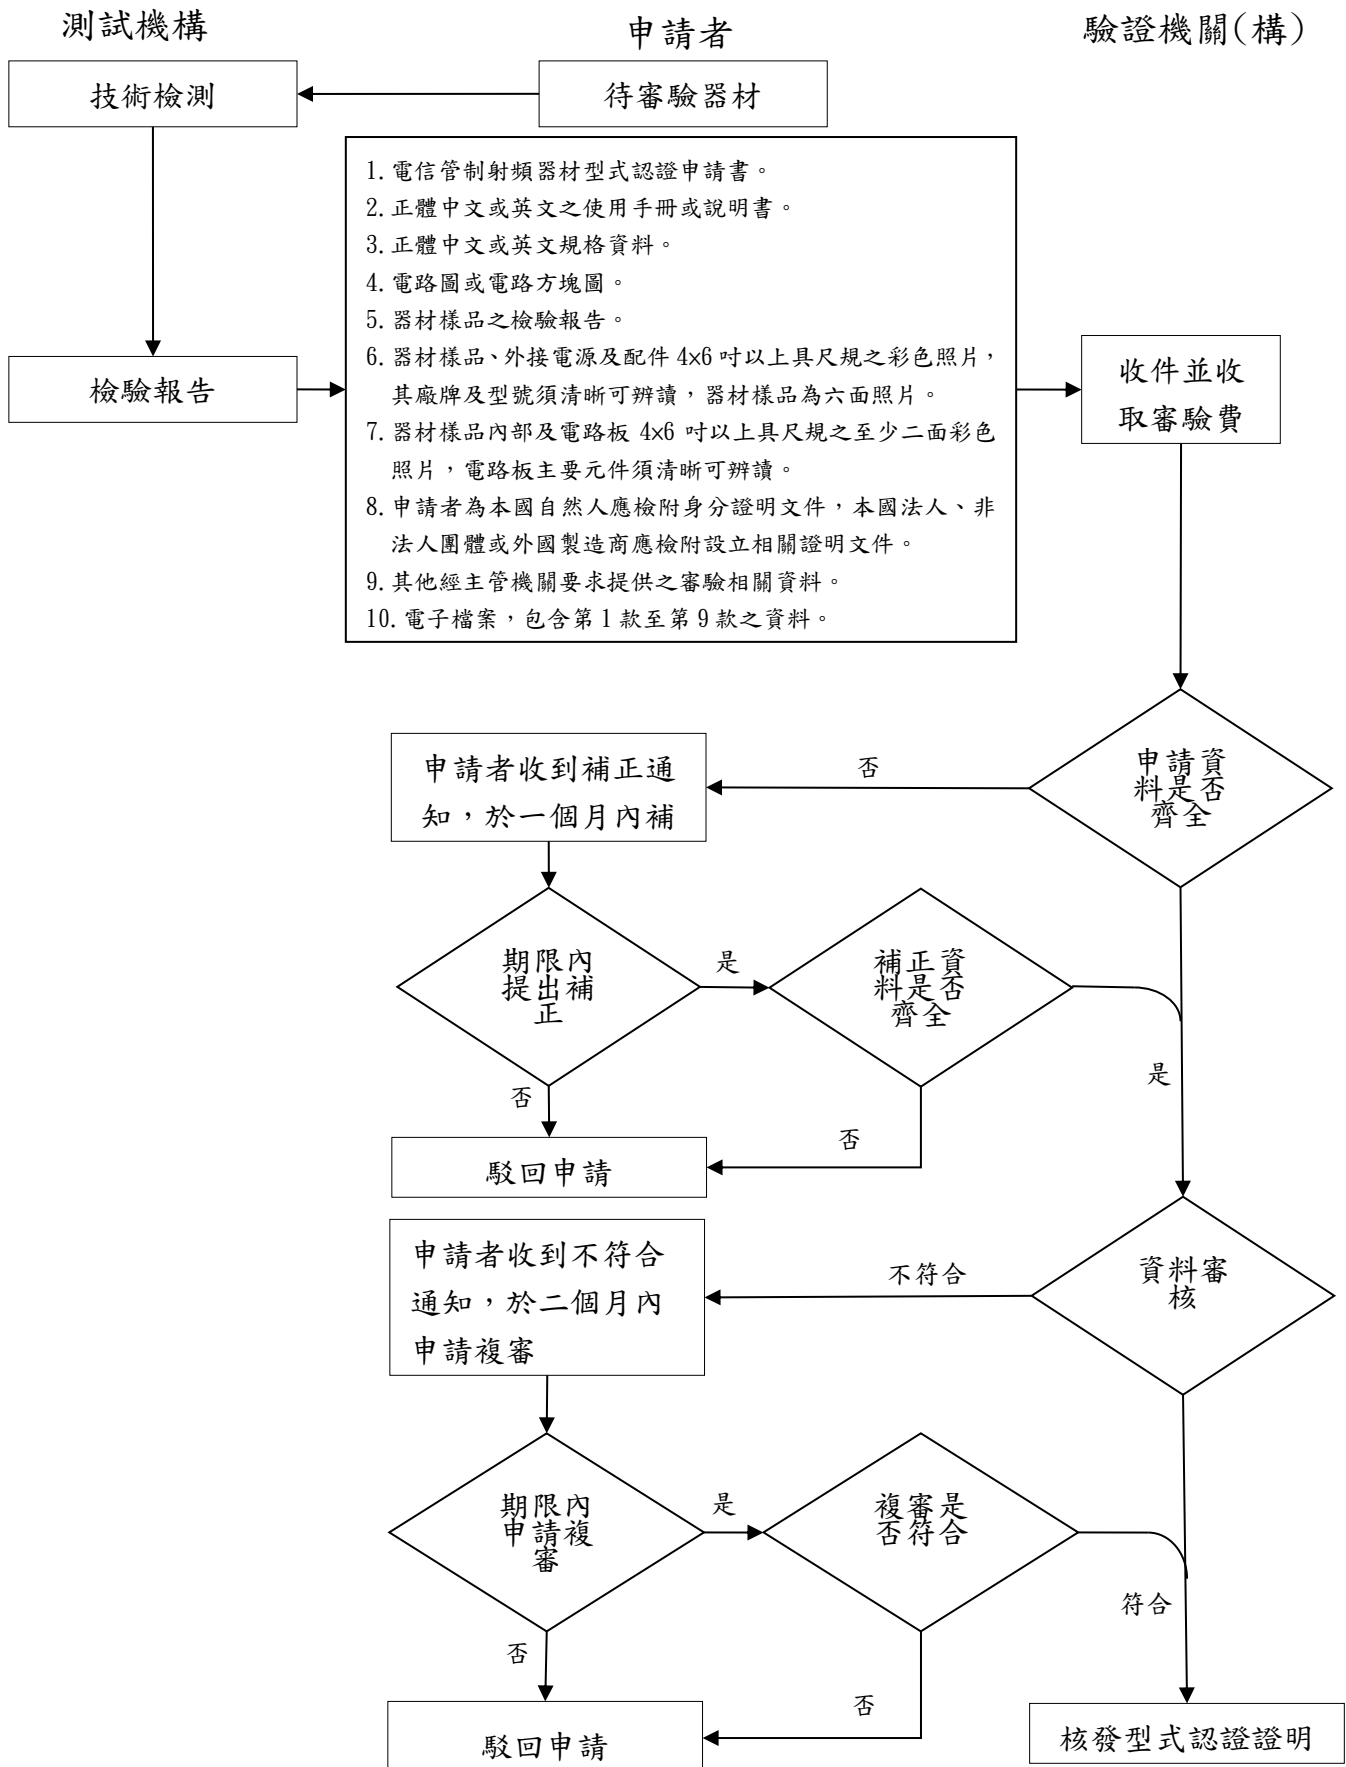 測試機構
申請者
驗證機關(構)
技術檢測
待審驗器材
1.電信管制射頻器材型式認證申請書。
2.正體中文或英文之使用手冊或說明書。
3.正體中文或英文規格資料。
4.電路圖或電路方塊圖。
5.器材樣品之檢驗報告。
6.器材樣品、外接電源及配件 4×6 吋以上具尺規之彩色照片，
其廠牌及型號須清晰可辨讀，器材樣品為六面照片。
7.器材樣品內部及電路板 4×6 吋以上具尺規之至少二面彩色
照片，電路板主要元件須清晰可辨讀。
8.申請者為本國自然人應檢附身分證明文件，本國法人、非
法人團體或外國製造商應檢附設立相關證明文件。
9.其他經主管機關要求提供之審驗相關資料。
10.電子檔案，包含第 1 款至第 9 款之資料。
檢驗報告
收件並收
取審驗費
申請資
料是否
齊全
否
申請者收到補正通
知，於一個月內補
期限內
提出補
正
是
補正資
料是否
齊全
是
否
否
駁回申請
申請者收到不符合
通知，於二個月內
申請複審
不符合
資料審
核
期限內
申請複
審
是
複審是
否符合
符合
否
否
駁回申請
核發型式認證證明